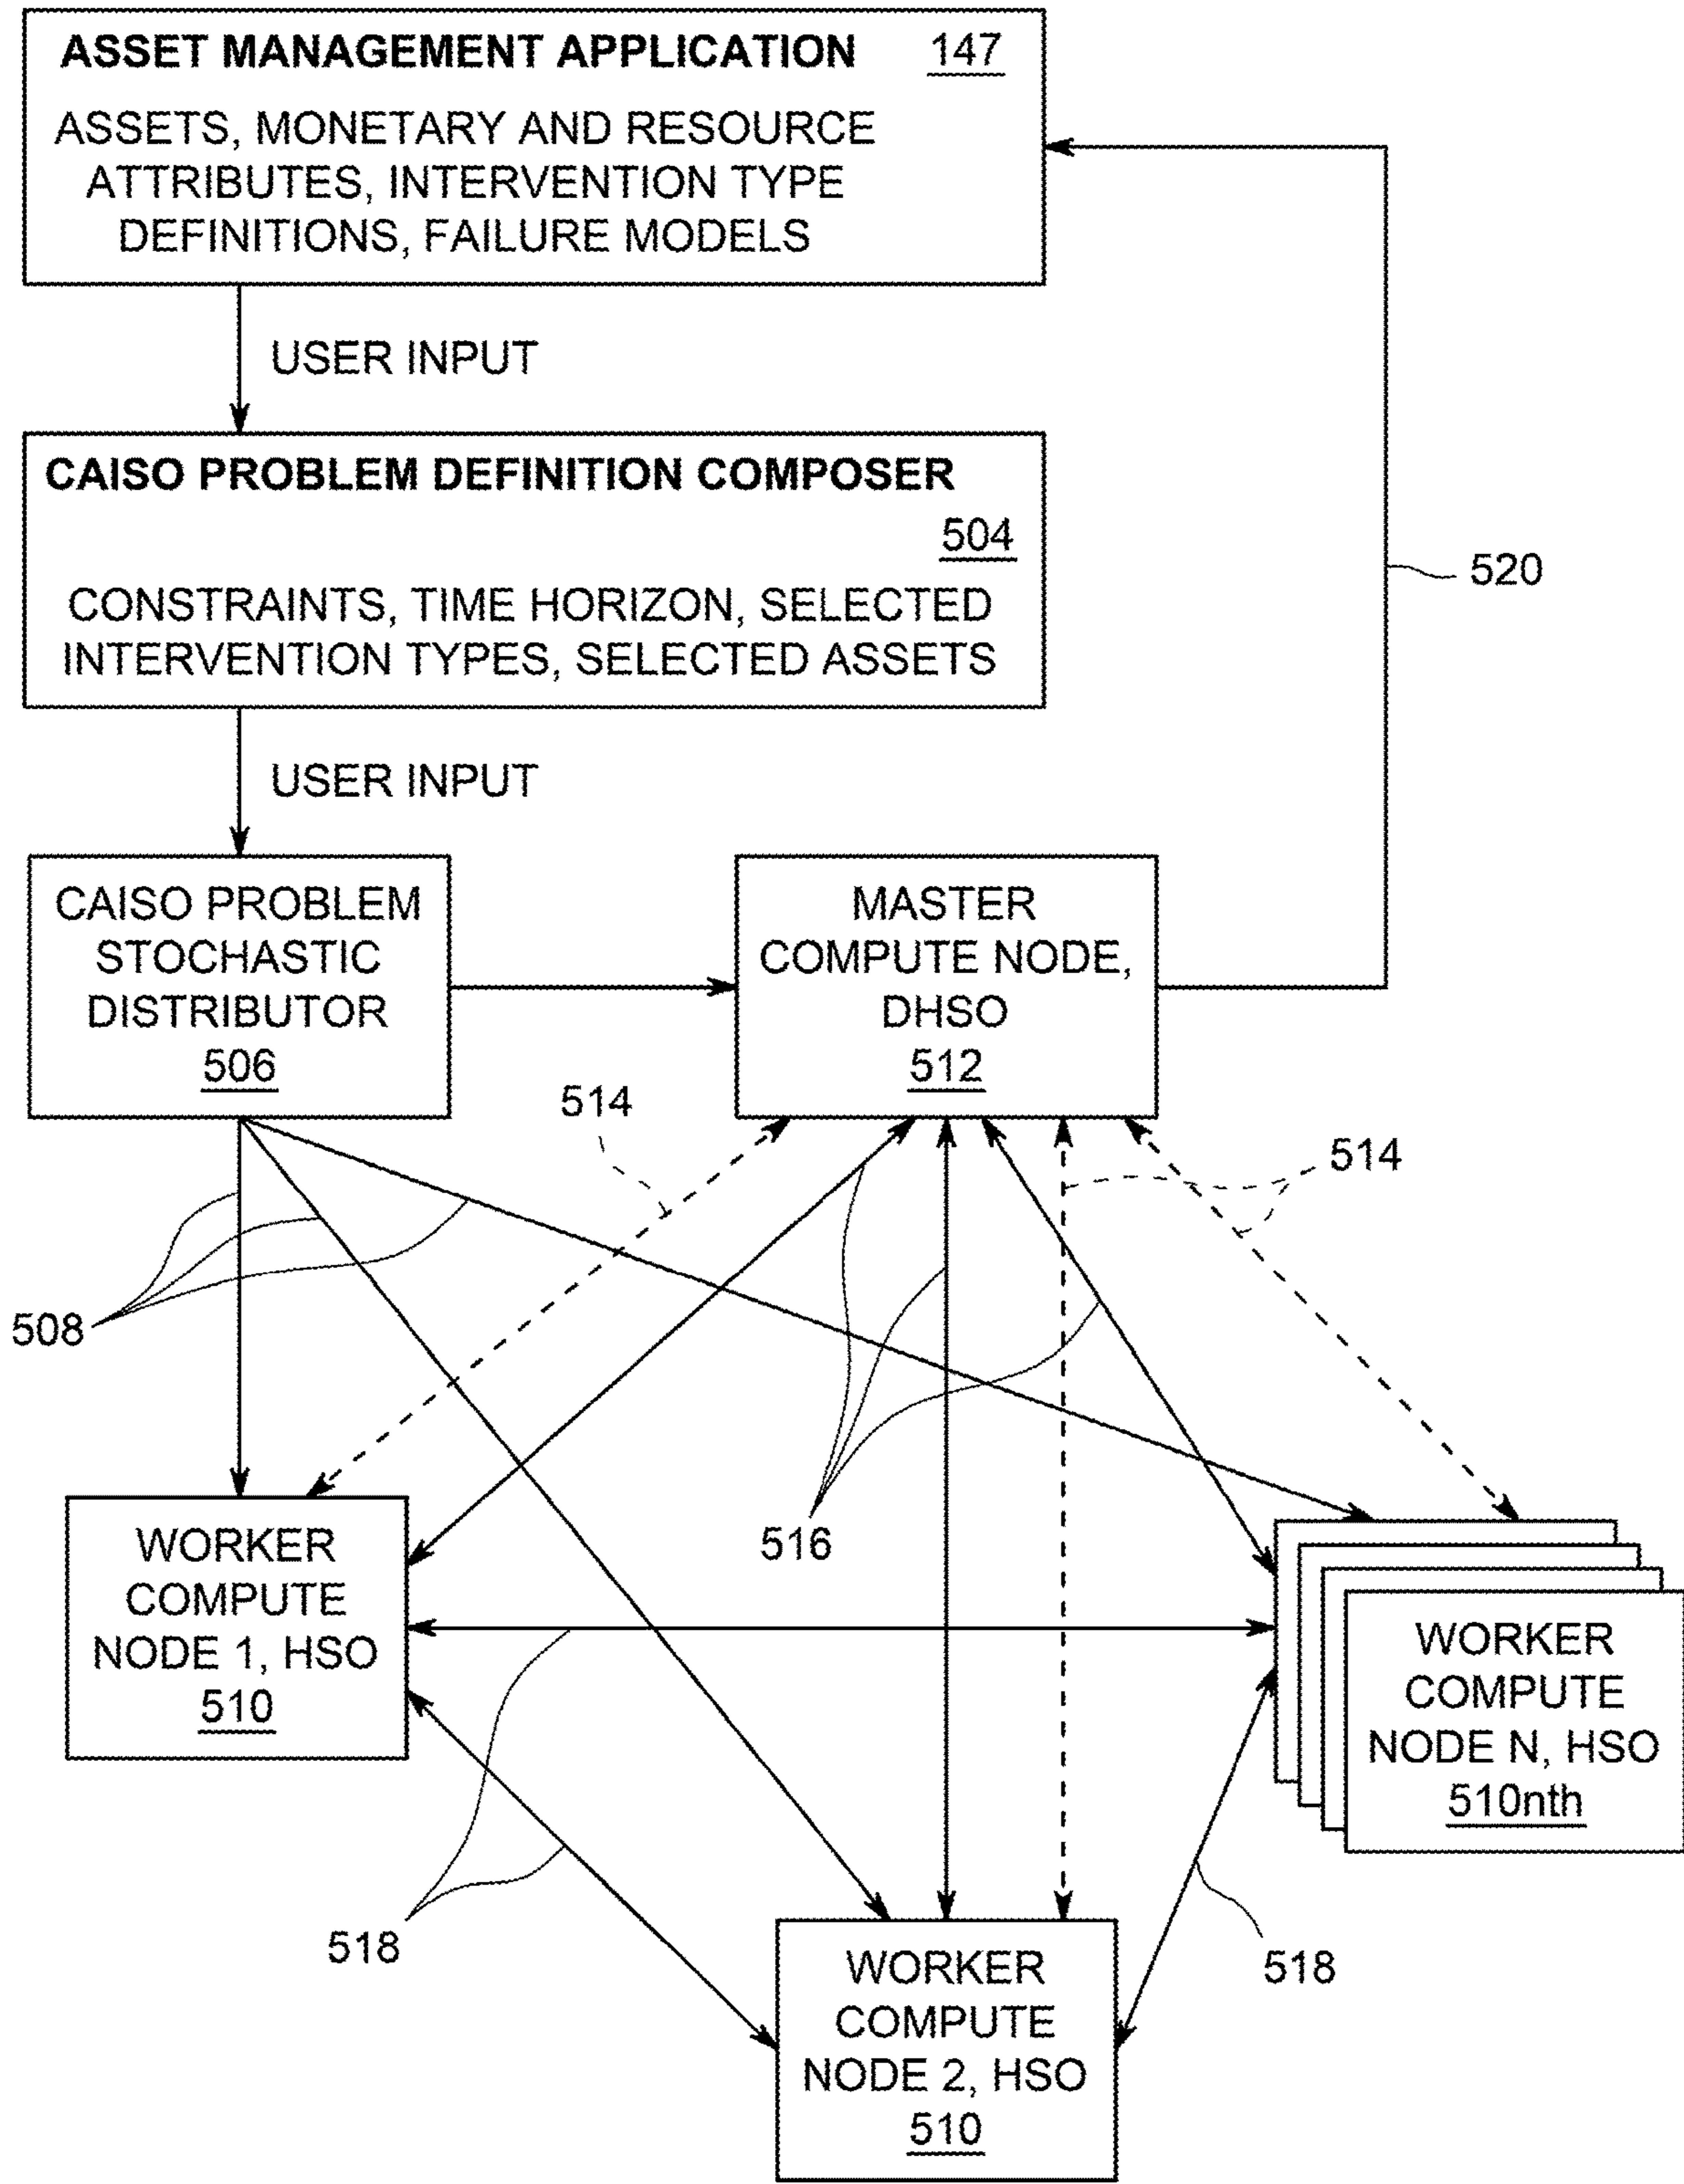 ASSET MANAGEMENT APPLICATION 147
ASSETS, MONETARY AND RESOURCE
ATTRIBUTES, INTERVENTION TYPE
DEFINITIONS, FAILURE MODELS
USER INPUT
CAISO PROBLEM DEFINITION COMPOSER
504
CONSTRAINTS, TIME HORIZON, SELECTED
INTERVENTION TYPES, SELECTED ASSETS
520
USER INPUT
CAISO PROBLEM
STOCHASTIC
DISTRIBUTOR
506
MASTER
COMPUTE NODE,
DHSO
512
514
514
508
516
WORKER
COMPUTE
NODE 1, HSO
510
WORKER
COMPUTE
NODE N, HSO
510nth
518
518
WORKER
COMPUTE
NODE 2, HSO
510